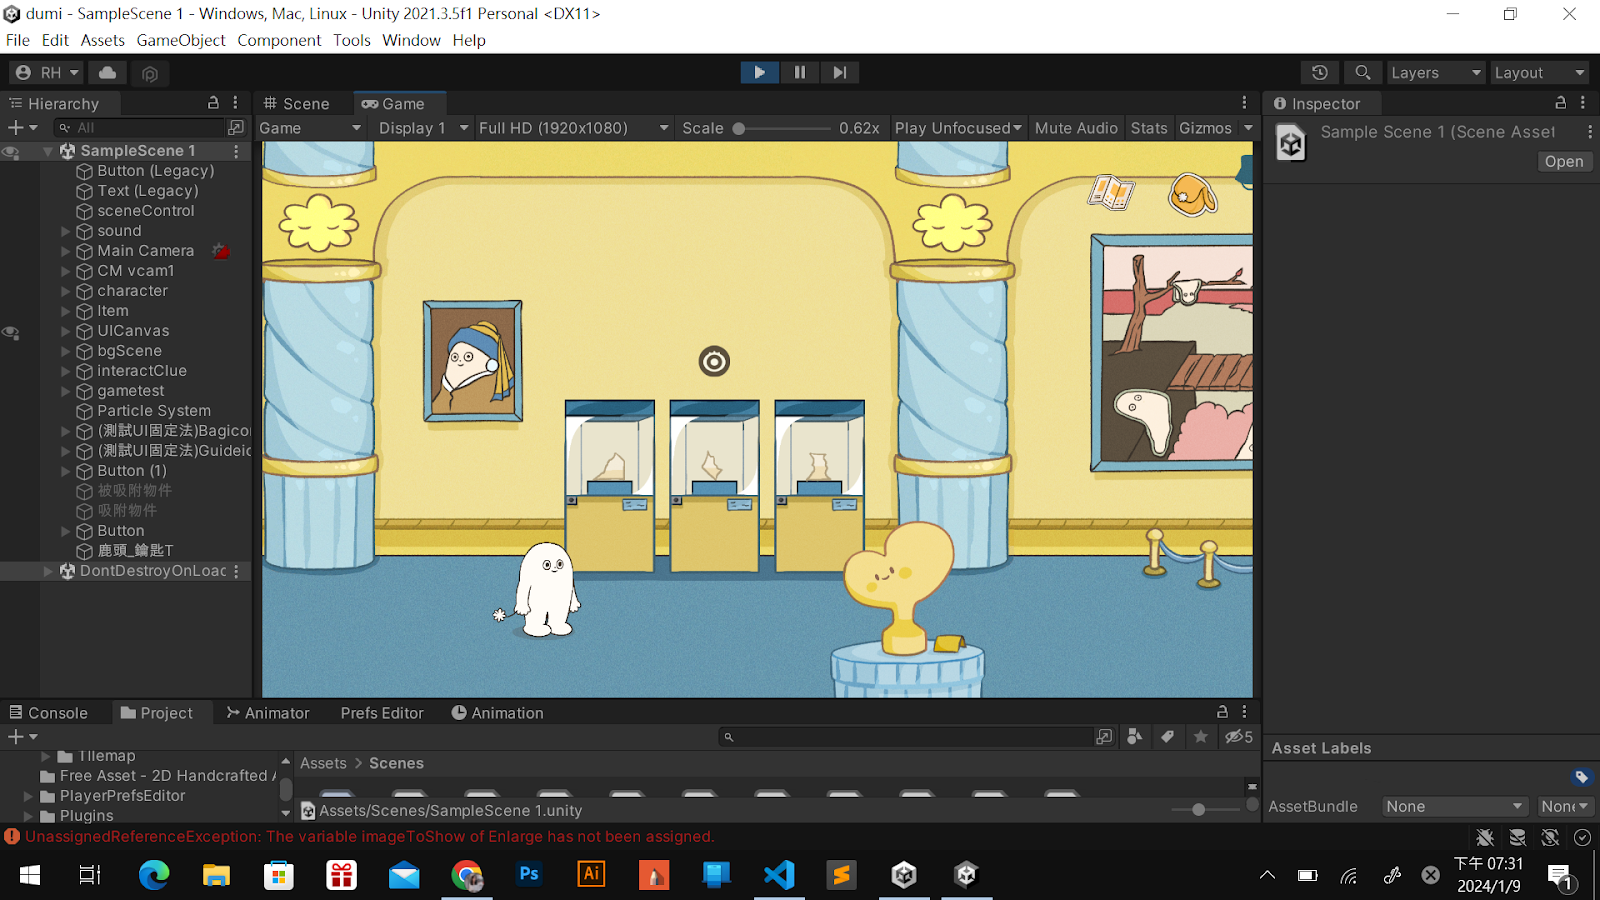 dumi - SampleScene 1 - Windows, Mac, Linux - Unity 2021.3.5f1 Personal <DX11>
File Edit Assets GameObject Component Tools Window Help
RH Layers Layout
Hierarchy Scene Game Inspector
All Game Display 1 Full HD (1920x1080) Scale 0.62x Play Unfocused Mute Audio Stats Gizmos
Sample Scene 1 (Scene Asset
Open
SampleScene 1
Button (Legacy)
Text (Legacy)
sceneControl
sound
Main Camera
CM vcam1
character
Item
UICanvas
bgScene
interactClue
gametest
Particle System
(測試UI固定法)Bagico
(測試UI固定法)Guideic
Button (1)
被吸附物件
吸附物件
Button
鹿頭_鑰匙T
DontDestroyOnLoad
Console Project Animator Prefs Editor Animation
5
TIlemap
Free Asset - 2D Handcrafted
PlayerPrefsEditor
Plugins
Assets > Scenes
Assets/Scenes/SampleScene 1.unity
Asset Labels
AssetBundle None None
UnassignedReferenceException: The variable imageToShow of Enlarge has not been assigned.
Ps Ai
下午 07:31
2024/1/9
1